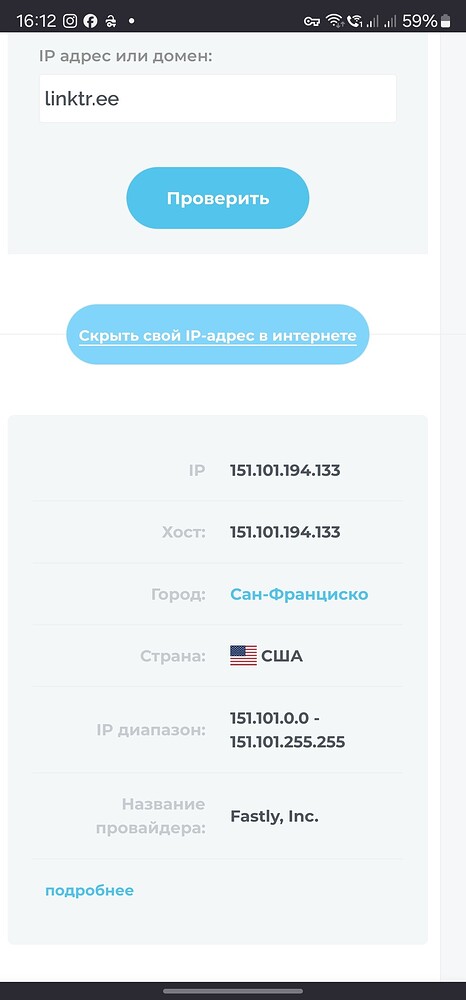 16:12 59%
IP адрес или домен:
linktr.ee
Проверить
Скрыть свой IP-адрес в интернете
IP 151.101.194.133
Хост: 151.101.194.133
Город: Сан-Франциско
Страна: США
IP диапазон: 151.101.0.0 -
151.101.255.255
Название
провайдера: Fastly, Inc.
подробнее